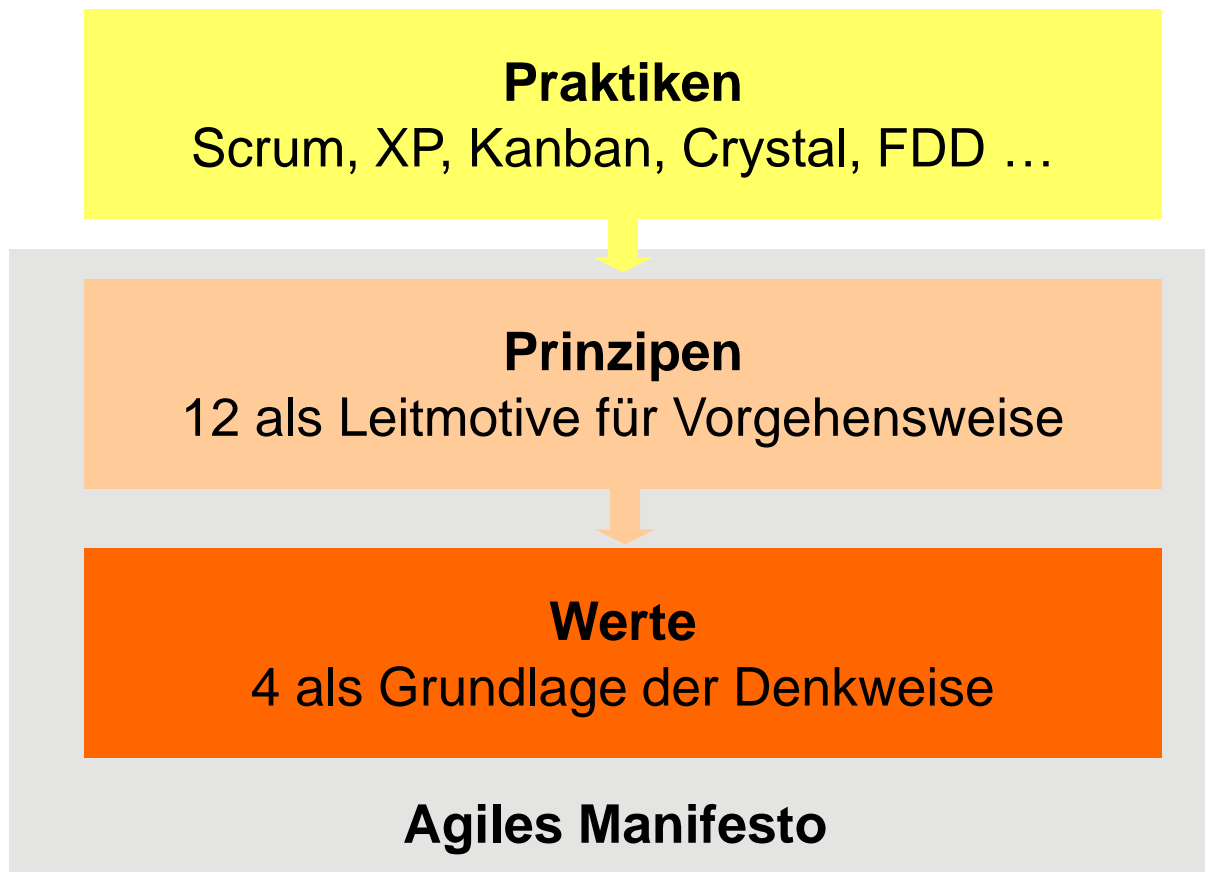 Praktiken
Scrum, XP, Kanban, Crystal, FDD …
Prinzipen
12 als Leitmotive für Vorgehensweise
Werte
4 als Grundlage der Denkweise
Agiles Manifesto